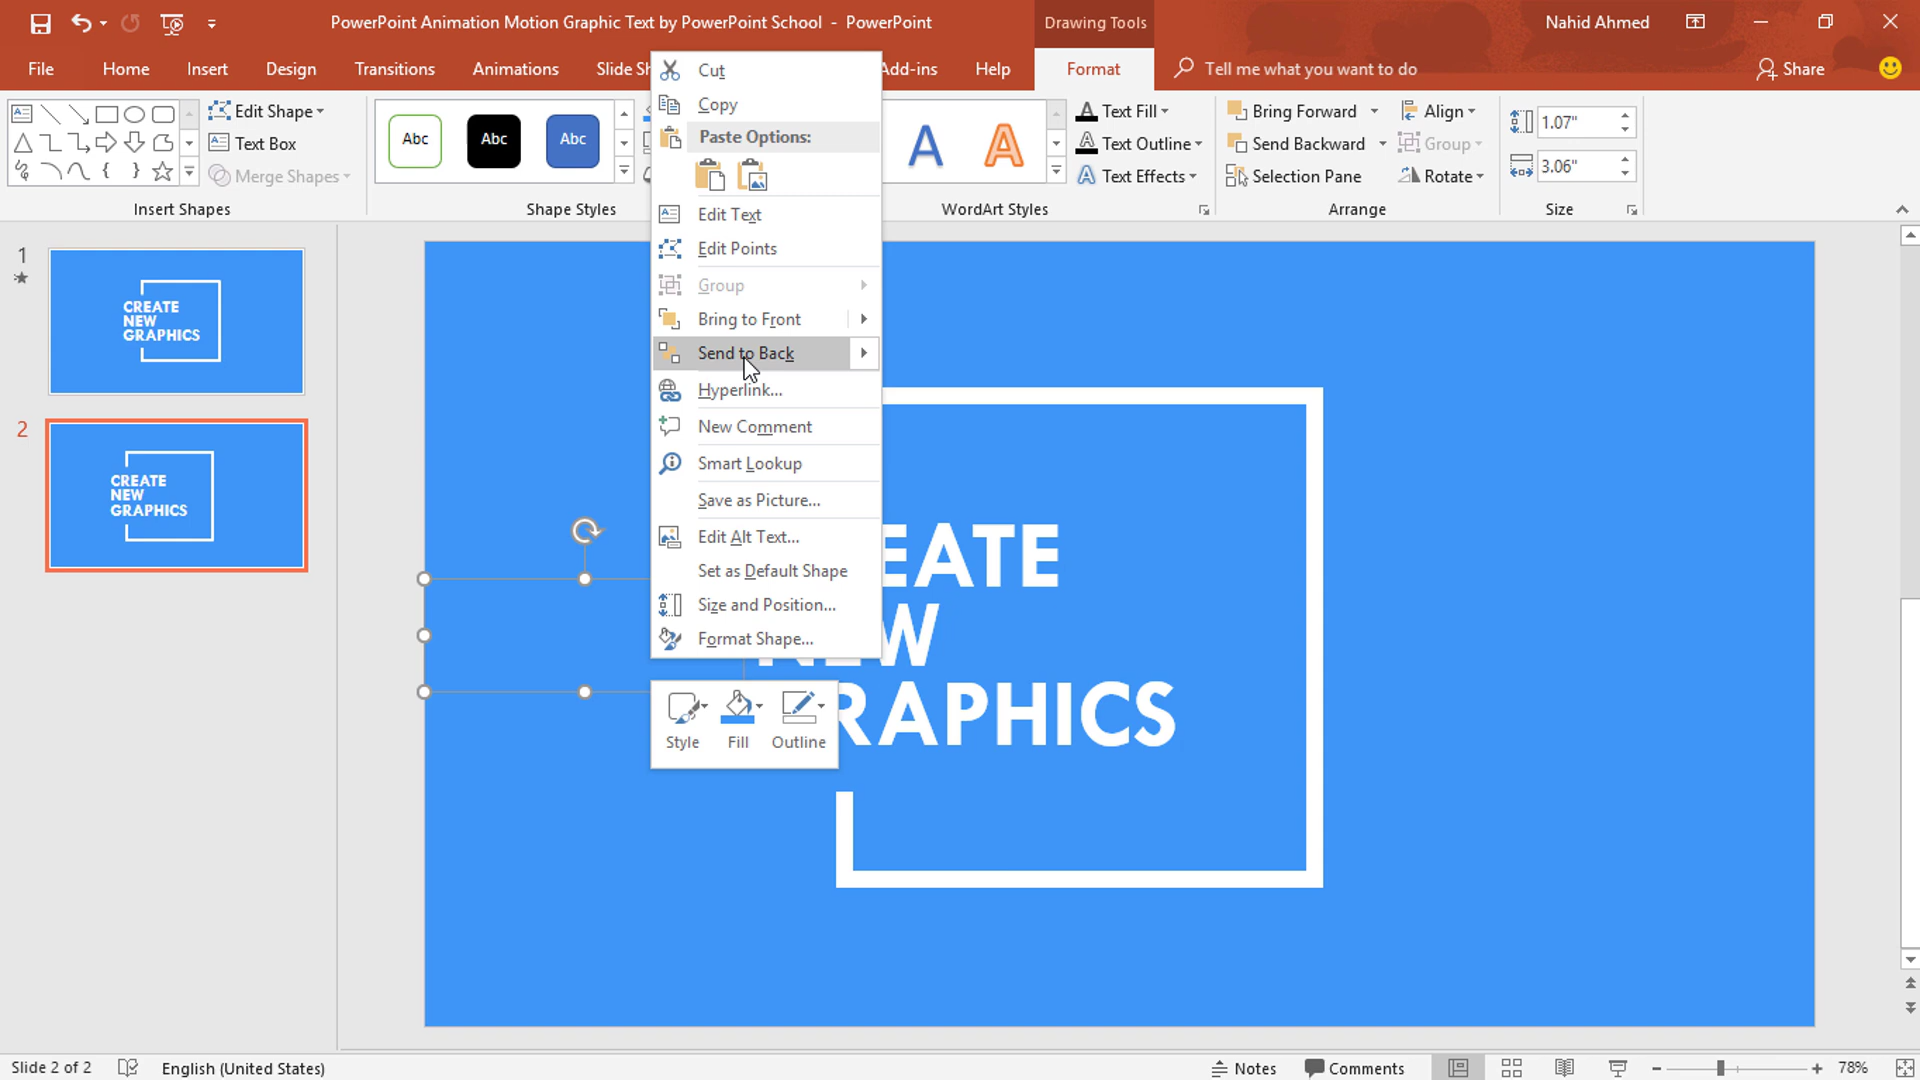 PowerPoint Animation Motion Graphic Text by PowerPoint School - PowerPoint
Drawing Tools
Nahid Ahmed
File
Home
Insert
Design
Transitions
Animations
Slide Sh
Add-ins
Help
Format
Tell me what you want to do
Share
Edit Shape
Text Box
Merge Shapes
Insert Shapes
Abc
Abc
Abc
Shape Styles
A
A
WordArt Styles
Text Fill
Text Outline
Text Effects
Bring Forward
Send Backward
Selection Pane
Align
Group
Rotate
Arrange
1.07"
3.06"
Size
Cut
Copy
Paste Options:
Edit Text
Edit Points
Group
Bring to Front
Send to Back
Hyperlink...
New Comment
Smart Lookup
Save as Picture...
Edit Alt Text...
Set as Default Shape
Size and Position...
Format Shape...
Style
Fill
Outline
1
CREATE
NEW
GRAPHICS
2
CREATE
NEW
GRAPHICS
EATE
EW
RAPHICS
Slide 2 of 2
English (United States)
Notes
Comments
78%